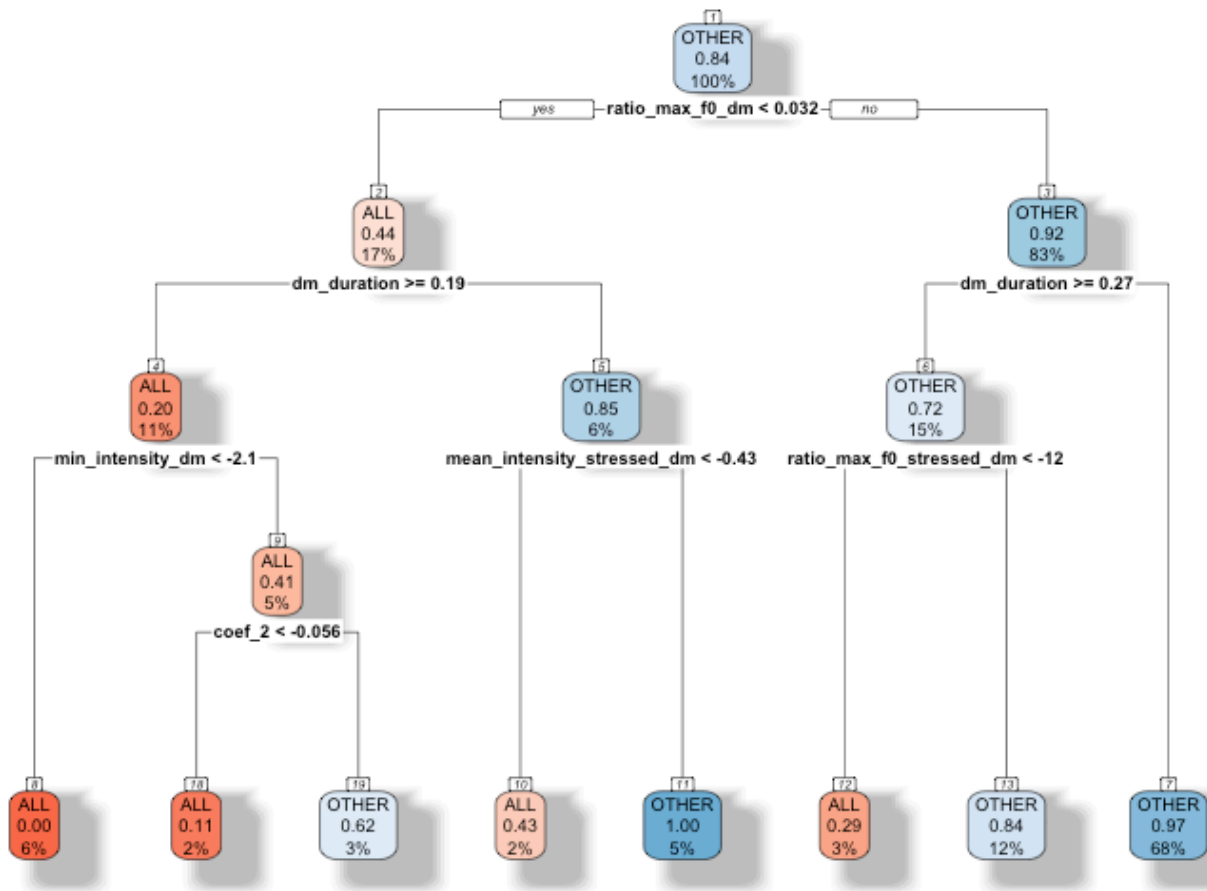 1
OTHER
0.84
100%
yes ratio_max_f0_dm < 0.032 no
2
ALL
0.44
17%
3
OTHER
0.92
83%
dm_duration >= 0.19
dm_duration >= 0.27
4
ALL
0.20
11%
5
OTHER
0.85
6%
6
OTHER
0.72
15%
min_intensity_dm < -2.1
mean_intensity_stressed_dm < -0.43
ratio_max_f0_stressed_dm < -12
9
ALL
0.41
5%
coef_2 < -0.056
8
ALL
0.00
6%
18
ALL
0.11
2%
19
OTHER
0.62
3%
10
ALL
0.43
2%
11
OTHER
1.00
5%
12
ALL
0.29
3%
13
OTHER
0.84
12%
7
OTHER
0.97
68%